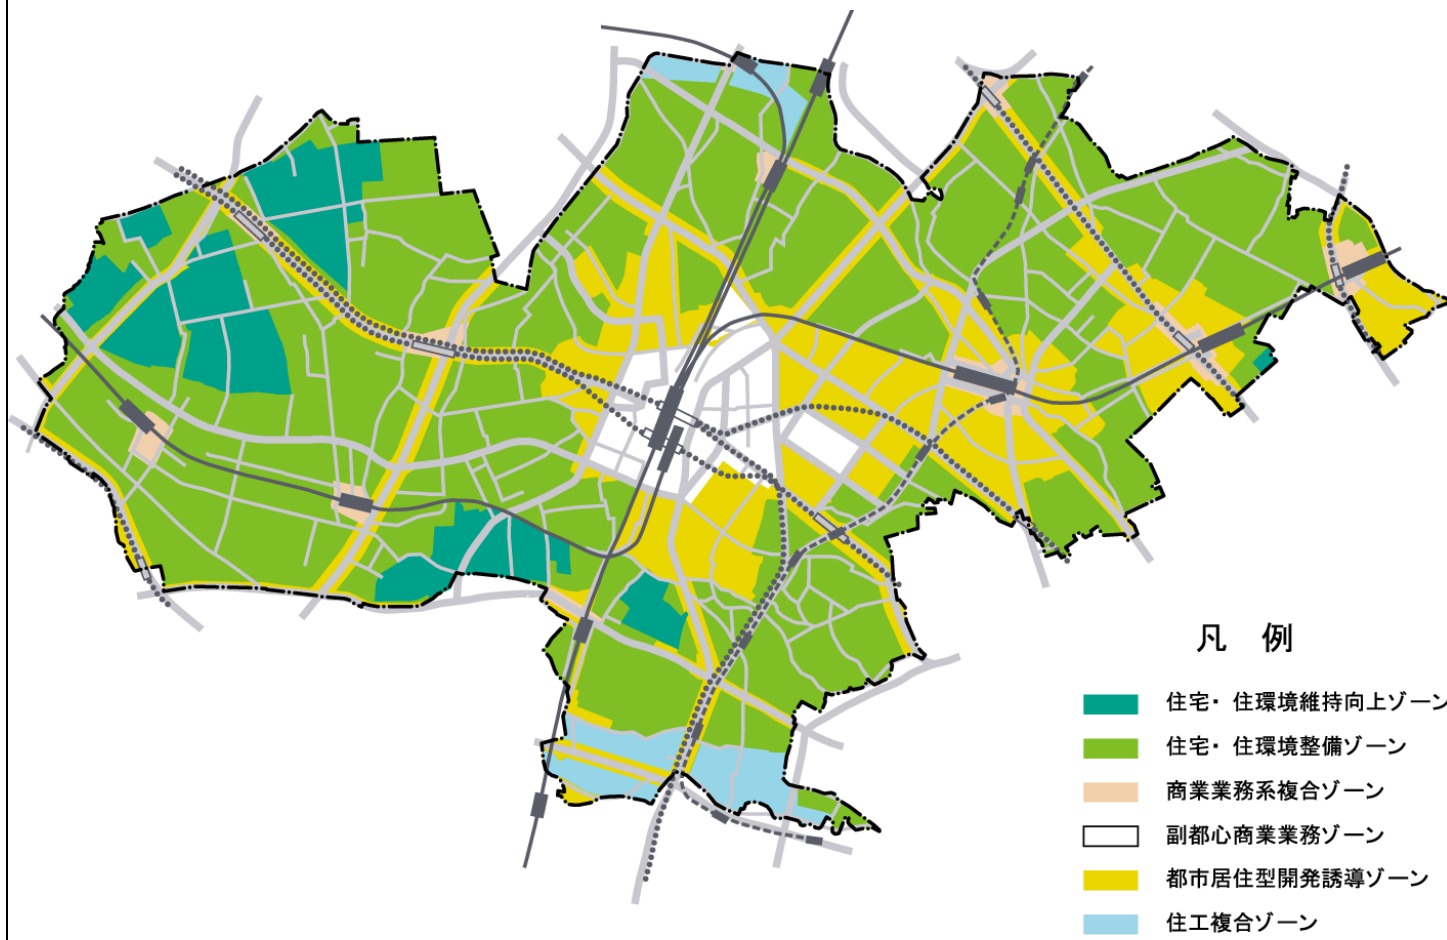 凡 例
住宅・ 住環境維持向上ゾーン
住宅・ 住環境整備ゾーン
商業業務系複合ゾーン
副都心商業業務ゾーン
都市居住型開発誘導ゾーン
住工複合ゾーン